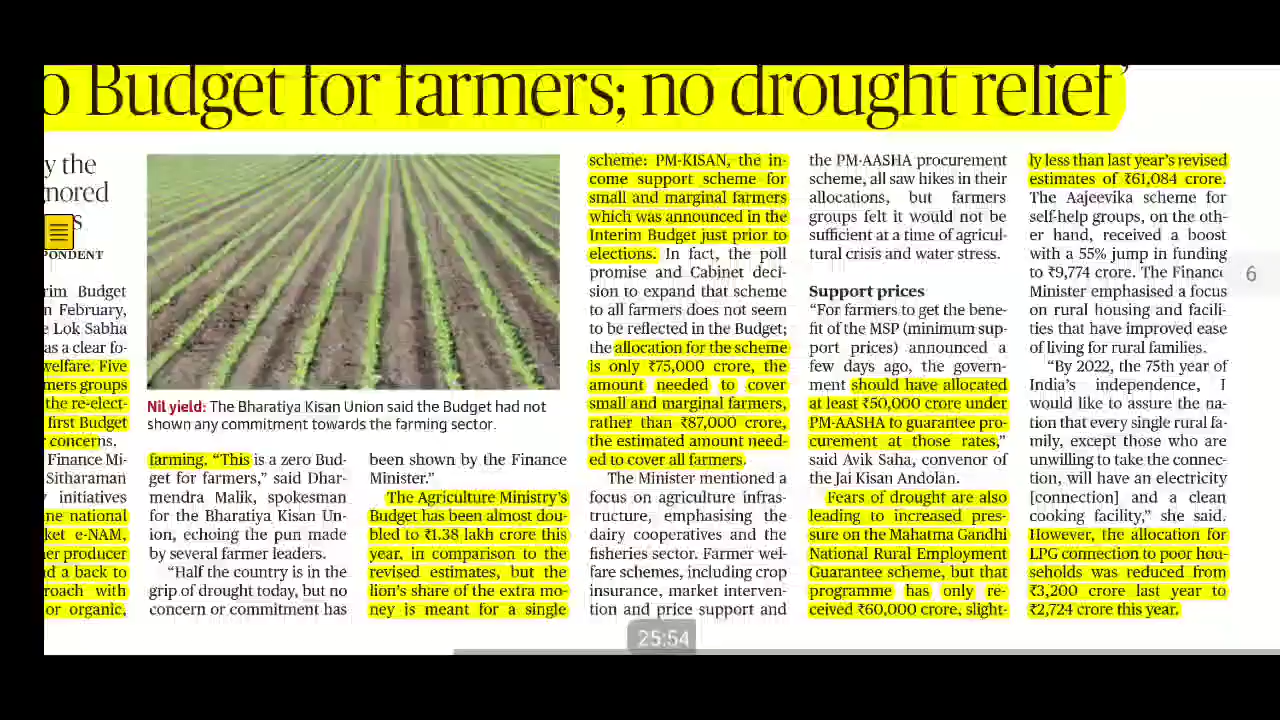 o Budget for farmers; no drought relief’
y the
nored
s
PONDENT
rim Budget
n February,
e Lok Sabha
as a clear fo-
welfare. Five
mers groups
the re-elect-
first Budget
concerns.
Finance Mi-
Sitharaman
initiatives
ne national
ket e-NAM,
er producer
d a back to
roach with
or organic,
Nil yield: The Bharatiya Kisan Union said the Budget had not
shown any commitment towards the farming sector.
farming. “This is a zero Bud-
get for farmers,” said Dhar-
mendra Malik, spokesman
for the Bharatiya Kisan Un-
ion, echoing the pun made
by several farmer leaders.
“Half the country is in the
grip of drought today, but no
concern or commitment has
been shown by the Finance
Minister.”
The Agriculture Ministry’s
Budget has been almost dou-
bled to ₹1.38 lakh crore this
year, in comparison to the
revised estimates, but the
lion’s share of the extra mo-
ney is meant for a single
scheme: PM-KISAN, the in-
come support scheme for
small and marginal farmers
which was announced in the
Interim Budget just prior to
elections. In fact, the poll
promise and Cabinet deci-
sion to expand that scheme
to all farmers does not seem
to be reflected in the Budget;
the allocation for the scheme
is only ₹75,000 crore, the
amount needed to cover
small and marginal farmers,
rather than ₹87,000 crore,
the estimated amount need-
ed to cover all farmers.
The Minister mentioned a
focus on agriculture infras-
tructure, emphasising the
dairy cooperatives and the
fisheries sector. Farmer wel-
fare schemes, including crop
insurance, market interven-
tion and price support and
the PM-AASHA procurement
scheme, all saw hikes in their
allocations, but farmers
groups felt it would not be
sufficient at a time of agricul-
tural crisis and water stress.
Support prices
“For farmers to get the bene-
fit of the MSP (minimum sup-
port prices) announced a
few days ago, the govern-
ment should have allocated
at least ₹50,000 crore under
PM-AASHA to guarantee pro-
curement at those rates,”
said Avik Saha, convenor of
the Jai Kisan Andolan.
Fears of drought are also
leading to increased pres-
sure on the Mahatma Gandhi
National Rural Employment
Guarantee scheme, but that
programme has only re-
ceived ₹60,000 crore, slight-
ly less than last year’s revised
estimates of ₹61,084 crore.
The Aajeevika scheme for
self-help groups, on the oth-
er hand, received a boost
with a 55% jump in funding
to ₹9,774 crore. The Finance
Minister emphasised a focus
on rural housing and facili-
ties that have improved ease
of living for rural families.
“By 2022, the 75th year of
India’s independence, I
would like to assure the na-
tion that every single rural fa-
mily, except those who are
unwilling to take the connec-
tion, will have an electricity
[connection] and a clean
cooking facility,” she said.
However, the allocation for
LPG connection to poor hou-
seholds was reduced from
₹3,200 crore last year to
₹2,724 crore this year.
6
25:54